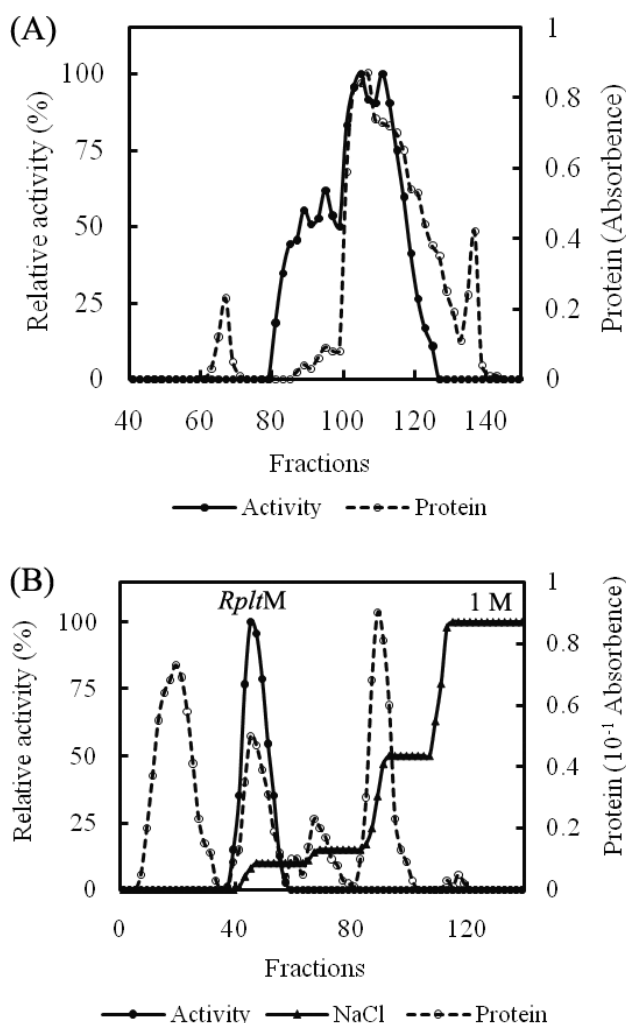 (A)
1
100
0.8
75
0.6
50
0.4
25
0.2
0
0
40 60 80 100 120 140
Relative activity (%)
Protein (Absorbence)
Fractions
Activity Protein
(B)
RpltM
1 M
1
100
0.8
75
0.6
50
0.4
25
0.2
0
0
0 40 80 120
Relative activity (%)
Protein (10⁻¹ Absorbence)
Fractions
Activity NaCl Protein